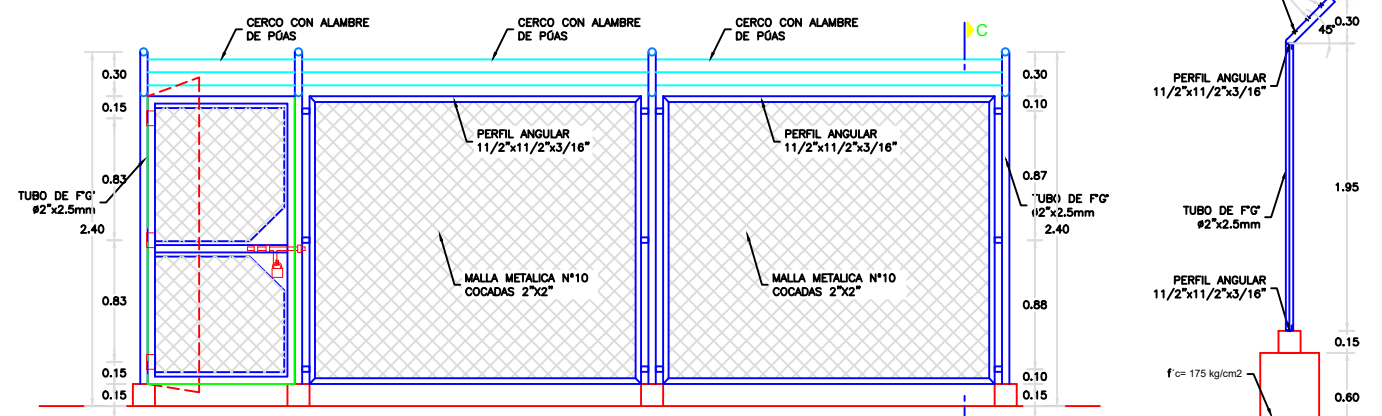 CERCO CON ALAMBRE
DE PÚAS
CERCO CON ALAMBRE
DE PÚAS
CERCO CON ALAMBRE
DE PÚAS
C
0.30
0.15
0.83
TUBO DE F°G°
ø2"x2.5mm
2.40
0.83
0.15
0.15
PERFIL ANGULAR
11/2"x11/2"x3/16"
MALLA METALICA N°10
COCADAS 2"X2"
PERFIL ANGULAR
11/2"x11/2"x3/16"
MALLA METALICA N°10
COCADAS 2"X2"
0.30
0.10
0.87
TUBO DE F°G°
ø2"x2.5mm
2.40
0.88
0.10
0.15
0.30
45°
PERFIL ANGULAR
11/2"x11/2"x3/16"
1.95
TUBO DE F°G°
ø2"x2.5mm
PERFIL ANGULAR
11/2"x11/2"x3/16"
0.15
f´c= 175 kg/cm2
0.60